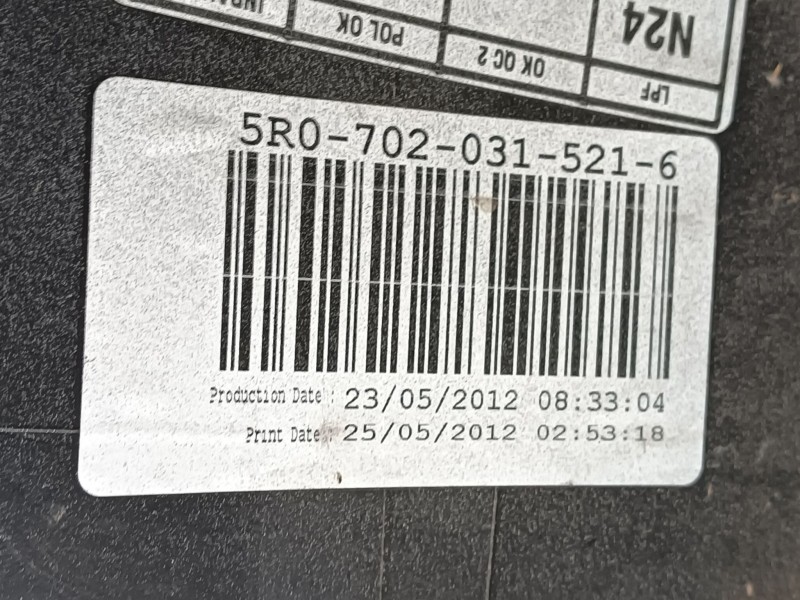 N24
POL OK
OK QC 2
LPF
5R0-702-031-521-6
Production Date : 23/05/2012 08:33:04
Print Date : 25/05/2012 02:53:18